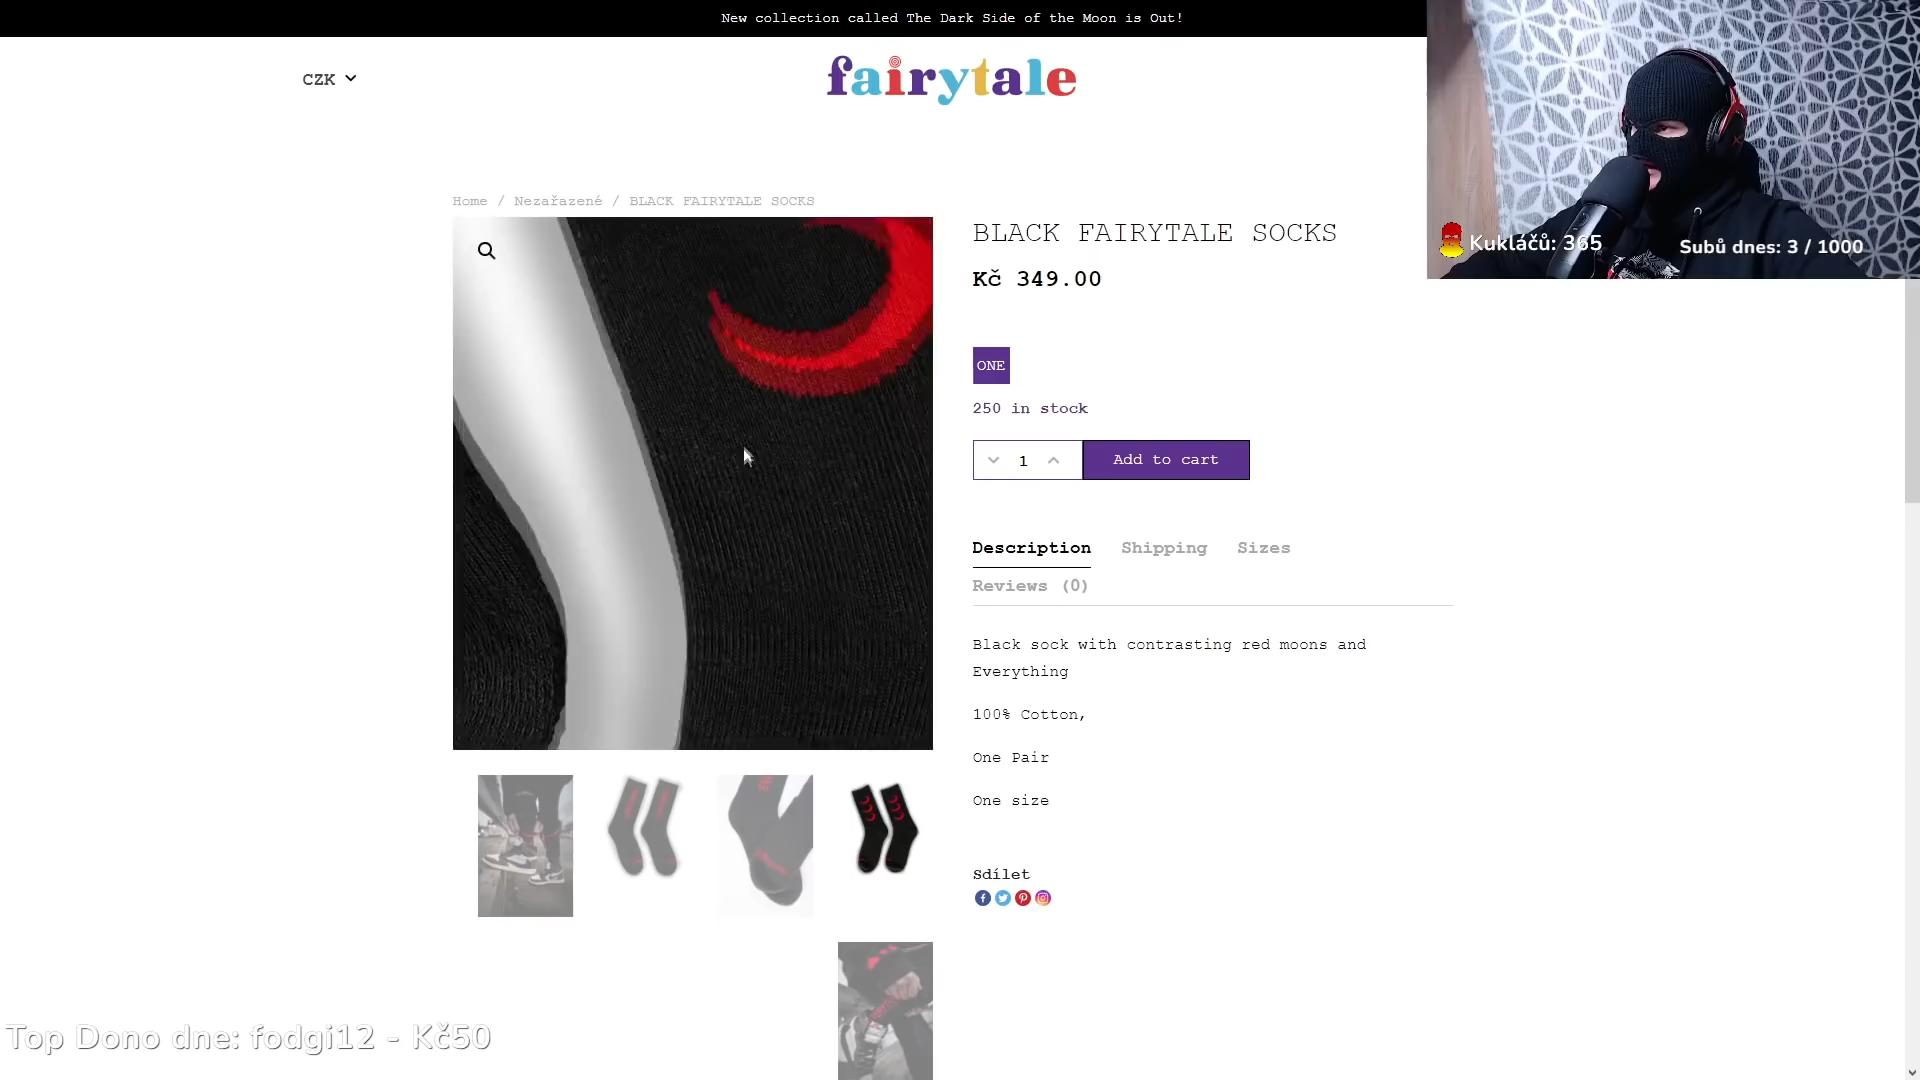 New collection called The Dark Side of the Moon is Out!
CZK
fairytale
Home / Nezařazené / BLACK FAIRYTALE SOCKS
BLACK FAIRYTALE SOCKS
Kč 349.00
Kukláčů: 365
Subů dnes: 3 / 1000
ONE
250 in stock
1
Add to cart
Description
Shipping
Sizes
Reviews (0)
Black sock with contrasting red moons and
Everything
100% Cotton,
One Pair
One size
Sdílet
Top Dono dne: fodgi12 - Kč50